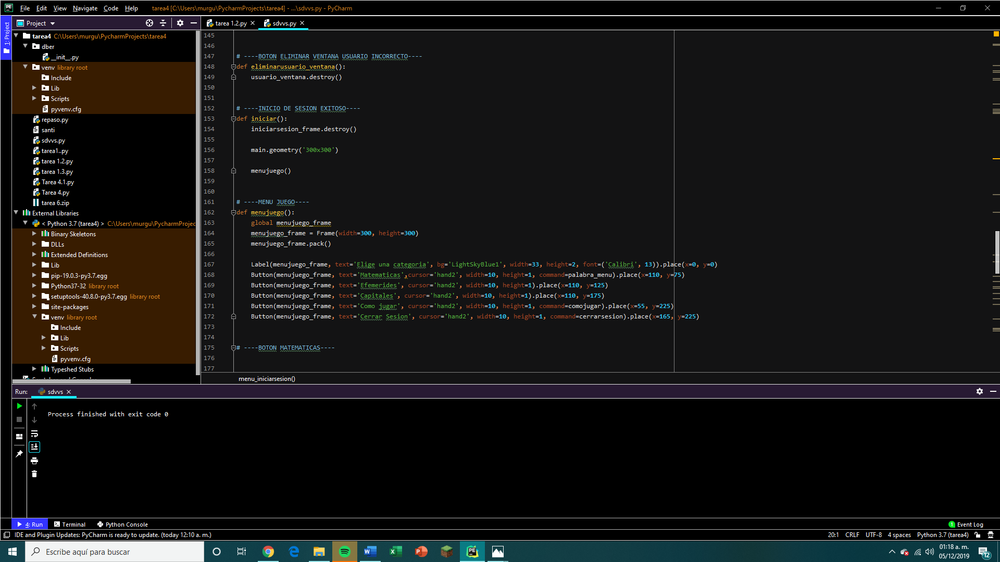 File Edit View Navigate Code Help tarea4 [C:\Users\murgu\PycharmProjects\tarea4] - ...\sdvvs.py - PyCharm
1: Project
Project
tarea4 C:\Users\murgu\PycharmProjects\tarea4
dber
__init__.py
venv library root
Include
Lib
Scripts
pyvenv.cfg
repaso.py
santi
sdvvs.py
tarea1..py
tarea 1.2.py
tarea 1.3.py
Tarea 4.1.py
Tarea 4.py
tarea 6.zip
External Libraries
< Python 3.7 (tarea4) > C:\Users\murgu\PycharmProjec
Binary Skeletons
DLLs
Extended Definitions
Lib
pip-19.0.3-py3.7.egg
Python37-32 library root
setuptools-40.8.0-py3.7.egg library root
site-packages
venv library root
Include
Lib
Scripts
pyvenv.cfg
Typeshed Stubs
tarea 1.2.py sdvvs.py
145
146
147 # ----BOTON ELIMINAR VENTANA USUARIO INCORRECTO----
148 def eliminarusuario_ventana():
149 usuario_ventana.destroy()
150
151
152 # ----INICIO DE SESION EXITOSO----
153 def iniciar():
154 iniciarsesion_frame.destroy()
155
156 main.geometry('300x300')
157
158 menujuego()
159
160
161 # ----MENU JUEGO----
162 def menujuego():
163 global menujuego_frame
164 menujuego_frame = Frame(width=300, height=300)
165 menujuego_frame.pack()
166
167 Label(menujuego_frame, text='Elige una categoria', bg='LightSkyBlue1', width=33, height=2, font=('Calibri', 13)).place(x=0, y=0)
168 Button(menujuego_frame, text='Matematicas',cursor='hand2', width=10, height=1, command=palabra_menu).place(x=110, y=75)
169 Button(menujuego_frame, text='Efemerides', cursor='hand2', width=10, height=1).place(x=110, y=125)
170 Button(menujuego_frame, text='Capitales', cursor='hand2', width=10, height=1).place(x=110, y=175)
171 Button(menujuego_frame, text='Como jugar', cursor='hand2', width=10, height=1, command=comojugar).place(x=55, y=225)
172 Button(menujuego_frame, text='Cerrar Sesion', cursor='hand2', width=10, height=1, command=cerrarsesion).place(x=165, y=225)
173
174
175 # ----BOTON MATEMATICAS----
176
177
menu_iniciarsesion()
Run: sdvvs
Process finished with exit code 0
4: Run Terminal Python Console 1 Event Log
IDE and Plugin Updates: PyCharm is ready to update. (today 12:10 a. m.) 20:1 CRLF UTF-8 4 spaces Python 3.7 (tarea4)
Escribe aquí para buscar
01:18 a. m.
05/12/2019
12